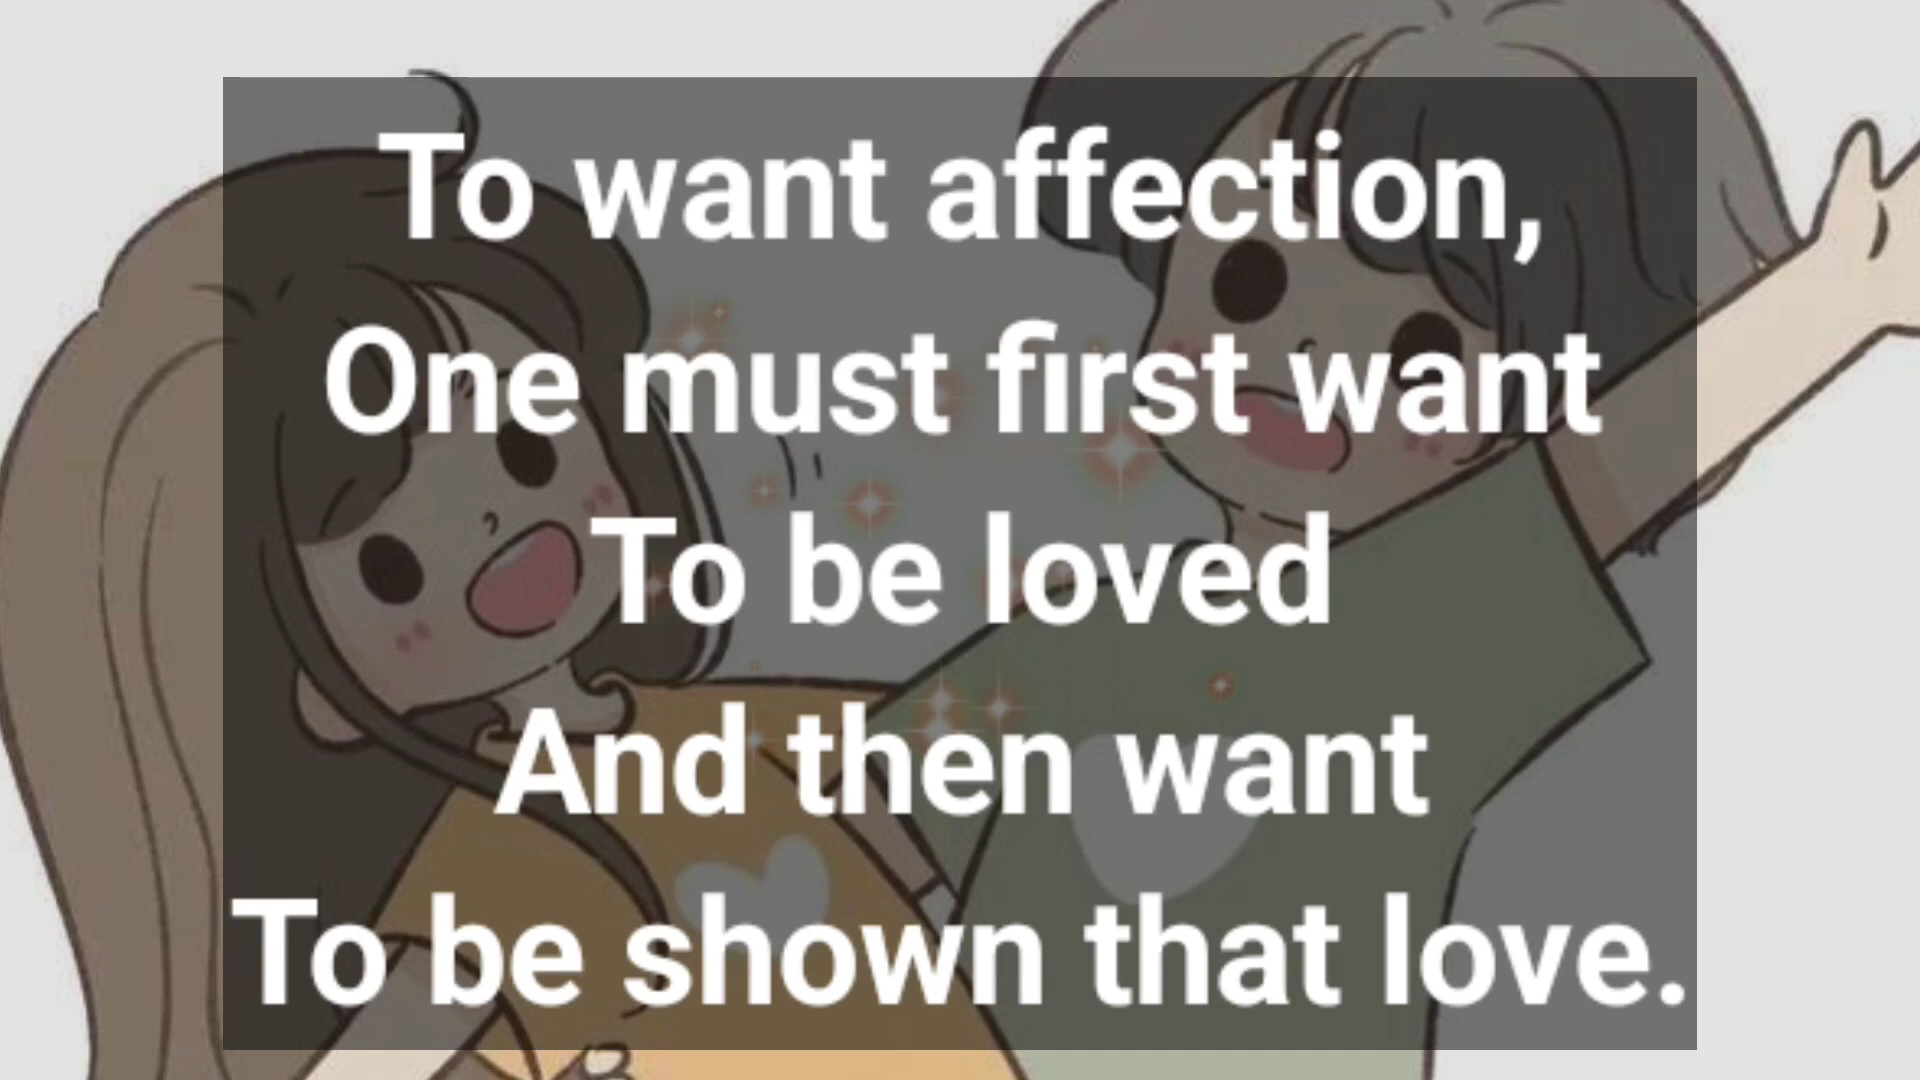 To want affection,
One must first want
To be loved
And then want
To be shown that love.